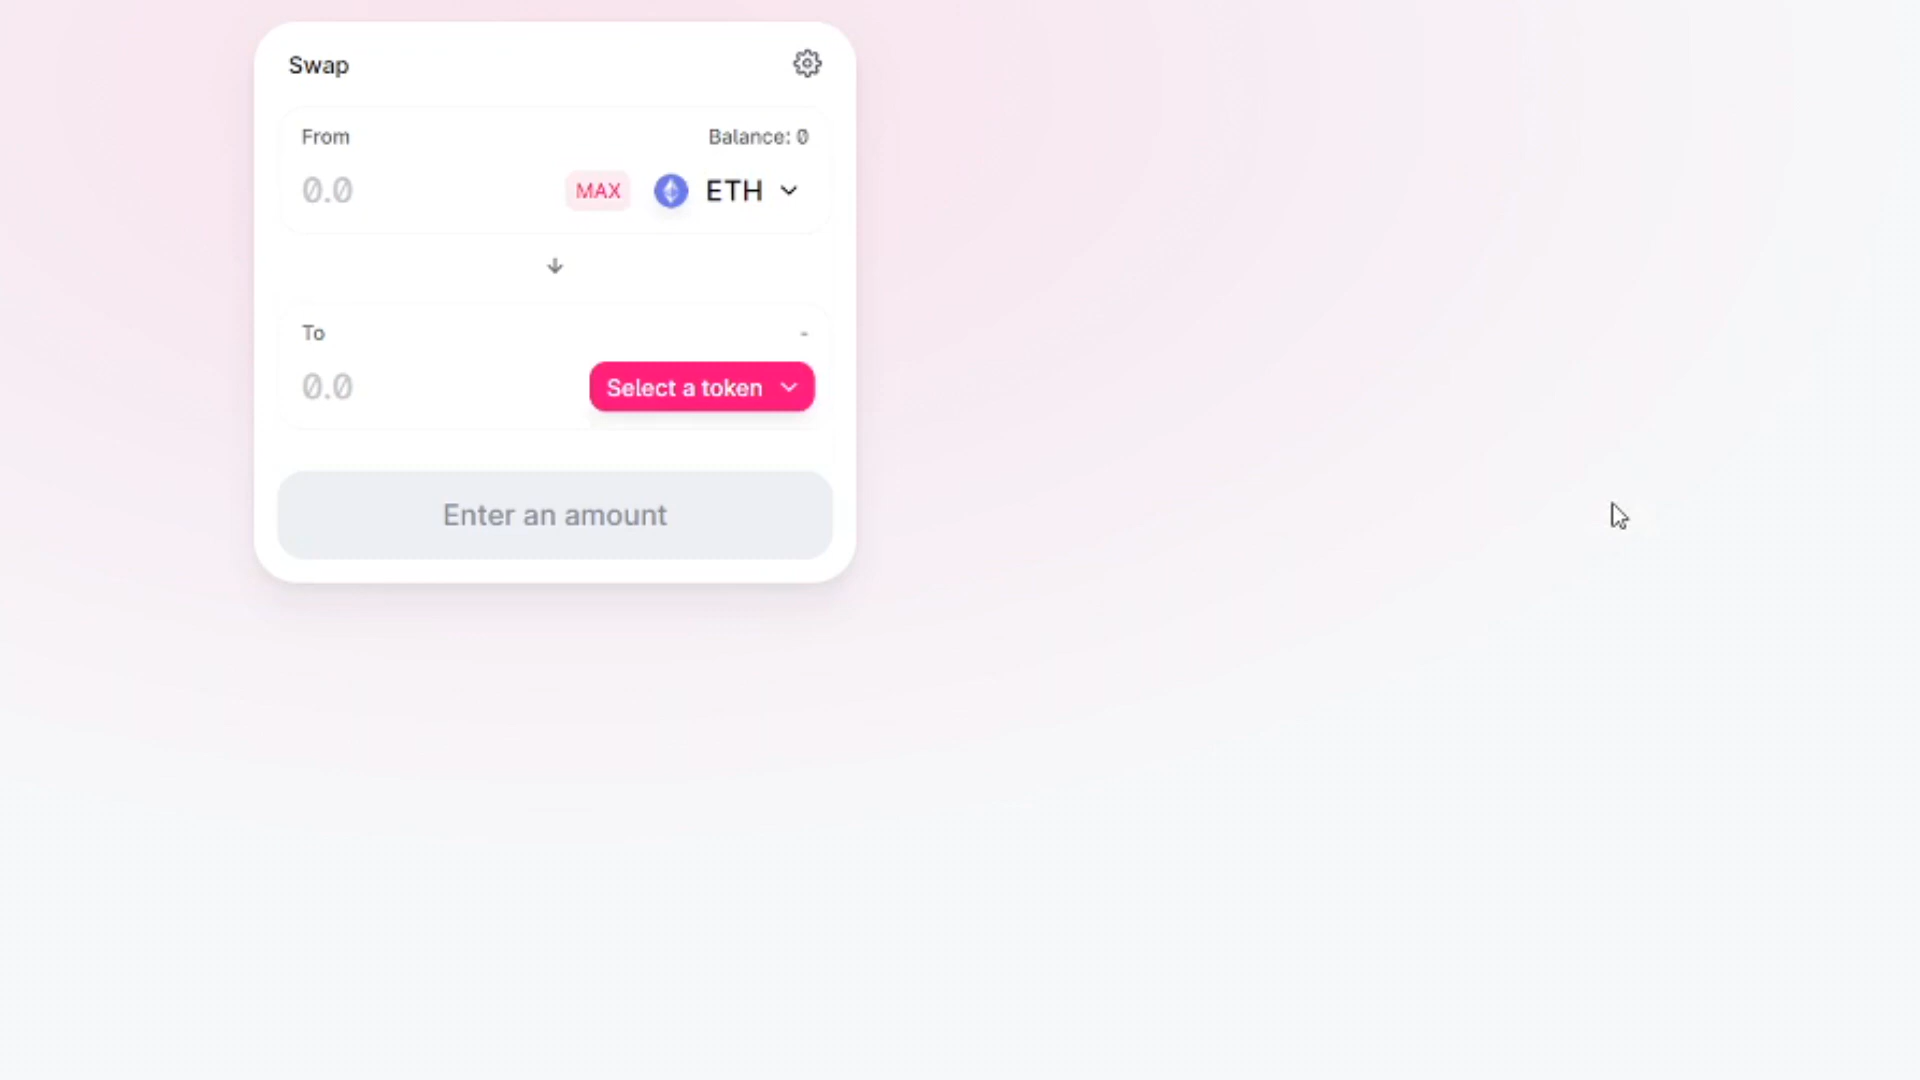 Swap
From Balance: 0
0.0 MAX ETH
To -
0.0 Select a token
Enter an amount